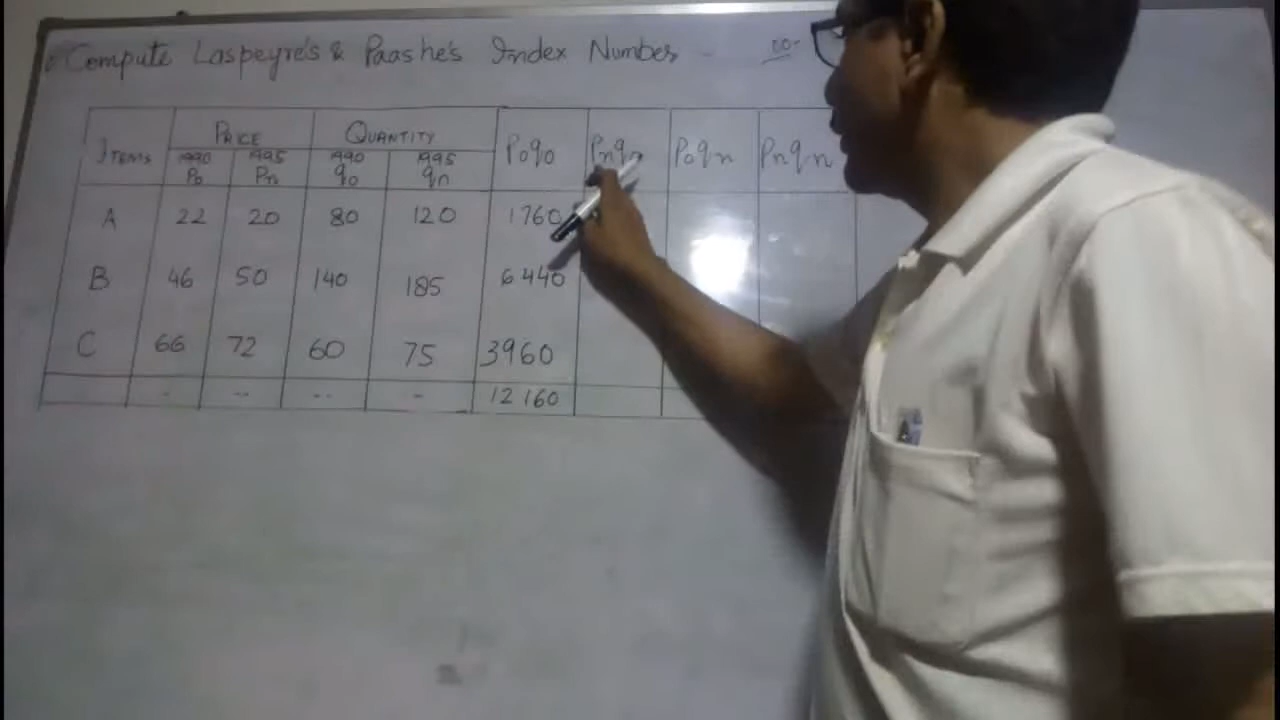 Compute Laspeyre's & Paashe's Index Number
ITEMS PRICE QUANTITY P₀q₀ Pₙq₀ P₀qₙ Pₙqₙ
1990 P₀ 1995 Pₙ 1990 q₀ 1995 qₙ
A 22 20 80 120 1760
B 46 50 140 185 6440
C 66 72 60 75 3960
- -- -- - 12160